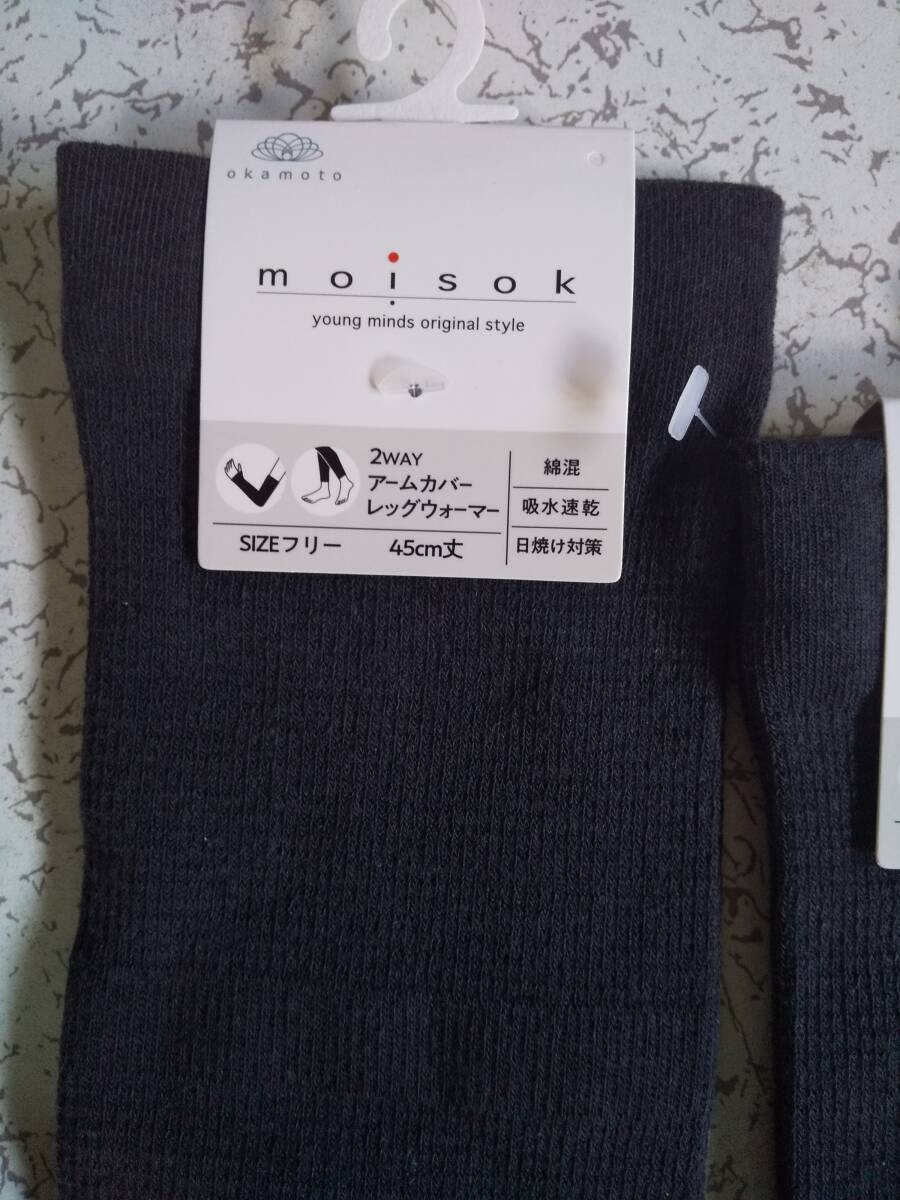 okamoto
moisok
young minds original style
2WAY
アームカバー
レッグウォーマー
SIZEフリー 45cm丈
綿混
吸水速乾
日焼け対策